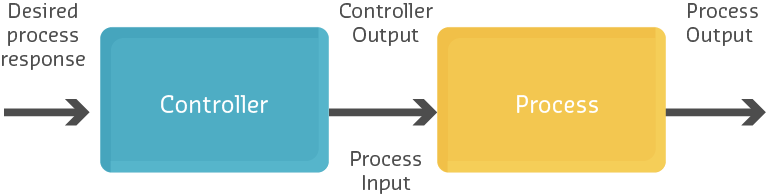 Desired
process
response
Controller
Controller
Output
Process
Input
Process
Process
Output